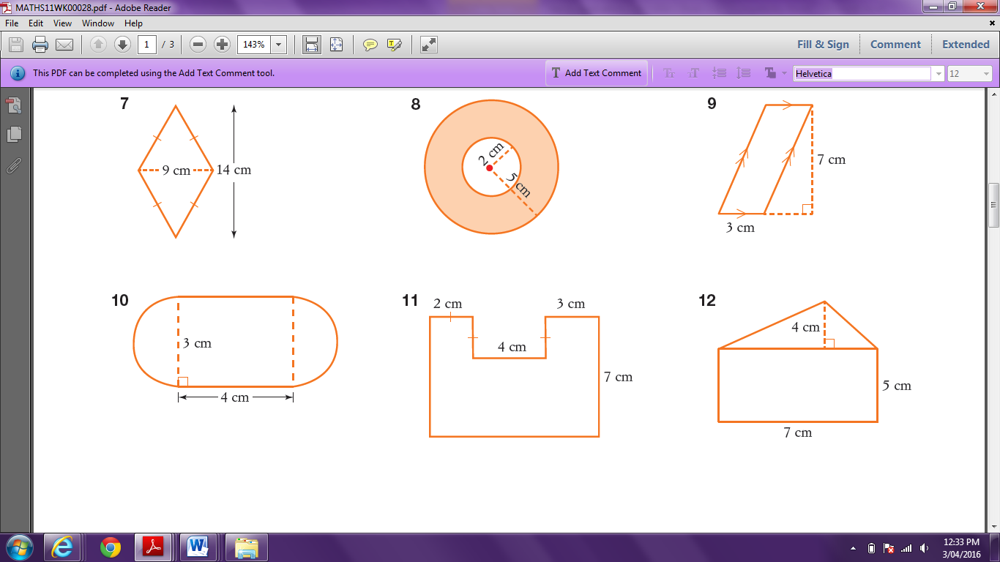 MATHS11WK00028.pdf - Adobe Reader
File Edit View Window Help
1 / 3 143% Fill & Sign Comment Extended
This PDF can be completed using the Add Text Comment tool. T Add Text Comment Helvetica 12
7
9 cm
14 cm
8
2 cm
5 cm
9
7 cm
3 cm
10
3 cm
4 cm
11
2 cm
3 cm
4 cm
7 cm
12
4 cm
5 cm
7 cm
12:33 PM
3/04/2016